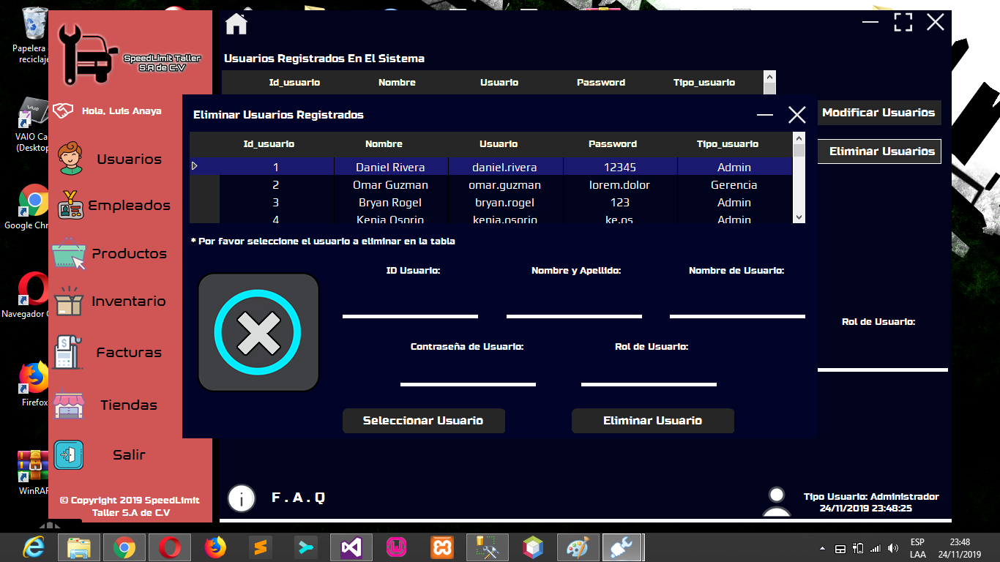 Papelera
reciclaje
VAIO Ca
(Desktop
Google Chr
Navegador
Firefox
WinRAR
SpeedLimit Taller
S.A de C.V
Hola, Luis Anaya
Usuarios
Empleados
Productos
Inventario
Facturas
Tiendas
Salir
© Copyright 2019 SpeedLimit
Taller S.A de C.V
Usuarios Registrados En El Sistema
Id_usuario Nombre Usuario Password Tipo_usuario
Modificar Usuarios
Eliminar Usuarios
Rol de Usuario:
Eliminar Usuarios Registrados
Id_usuario Nombre Usuario Password Tipo_usuario
1 Daniel Rivera daniel.rivera 12345 Admin
2 Omar Guzman omar.guzman lorem.dolor Gerencia
3 Bryan Rogel bryan.rogel 123 Admin
4 Kenia Osorio kenia.osorio ke.os Admin
* Por favor seleccione el usuario a eliminar en la tabla
ID Usuario: Nombre y Apellido: Nombre de Usuario:
Contraseña de Usuario: Rol de Usuario:
Seleccionar Usuario Eliminar Usuario
F . A . Q
Tipo Usuario: Administrador
24/11/2019 23:48:25
ESP
LAA
23:48
24/11/2019